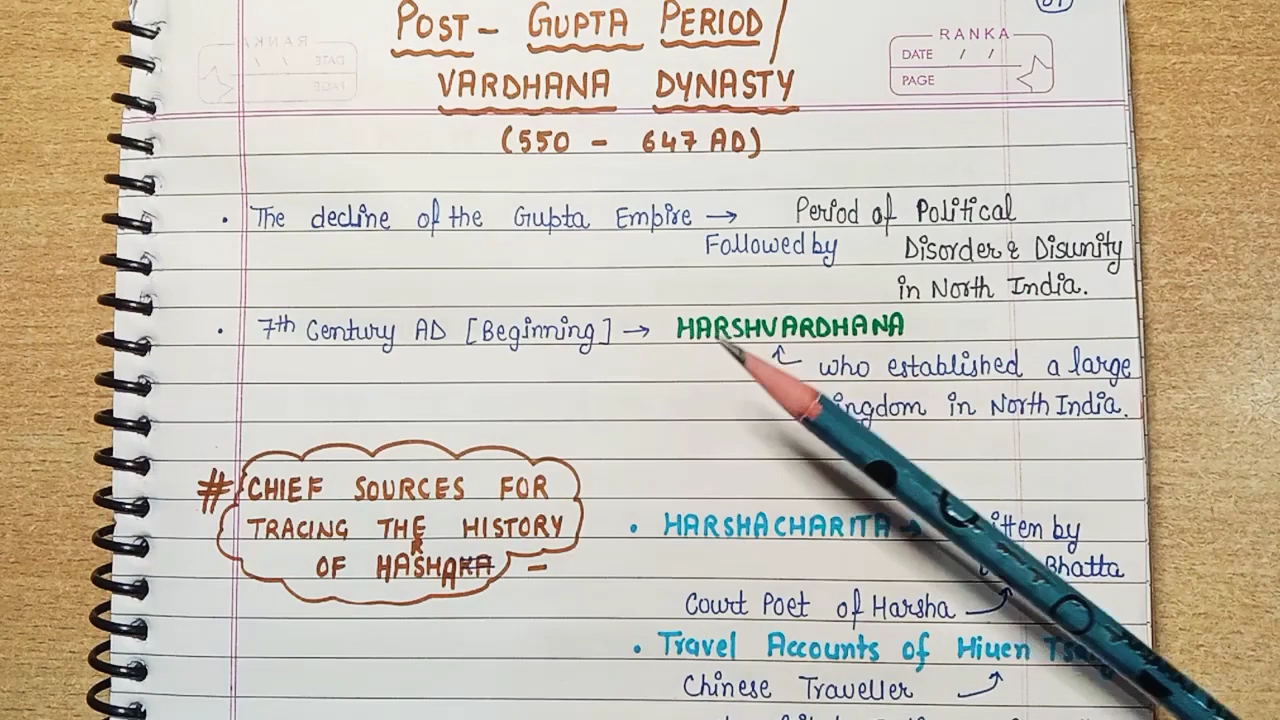 POST - GUPTA PERIOD/
VARDHANA DYNASTY
(550 - 647 AD)
RANKA
DATE / /
PAGE
• The decline of the Gupta Empire → Period of Political
Followed by Disorder & Disunity
in North India.
• 7th Century AD [Beginning] → HARSHVARDHANA
who established a large
ingdom in North India.
# CHIEF SOURCES FOR
TRACING THE HISTORY
OF HARSHA -
• HARSHACHARITA → itten by
Bhatta
Court Poet of Harsha
• Travel Accounts of Hiuen
Chinese Traveller